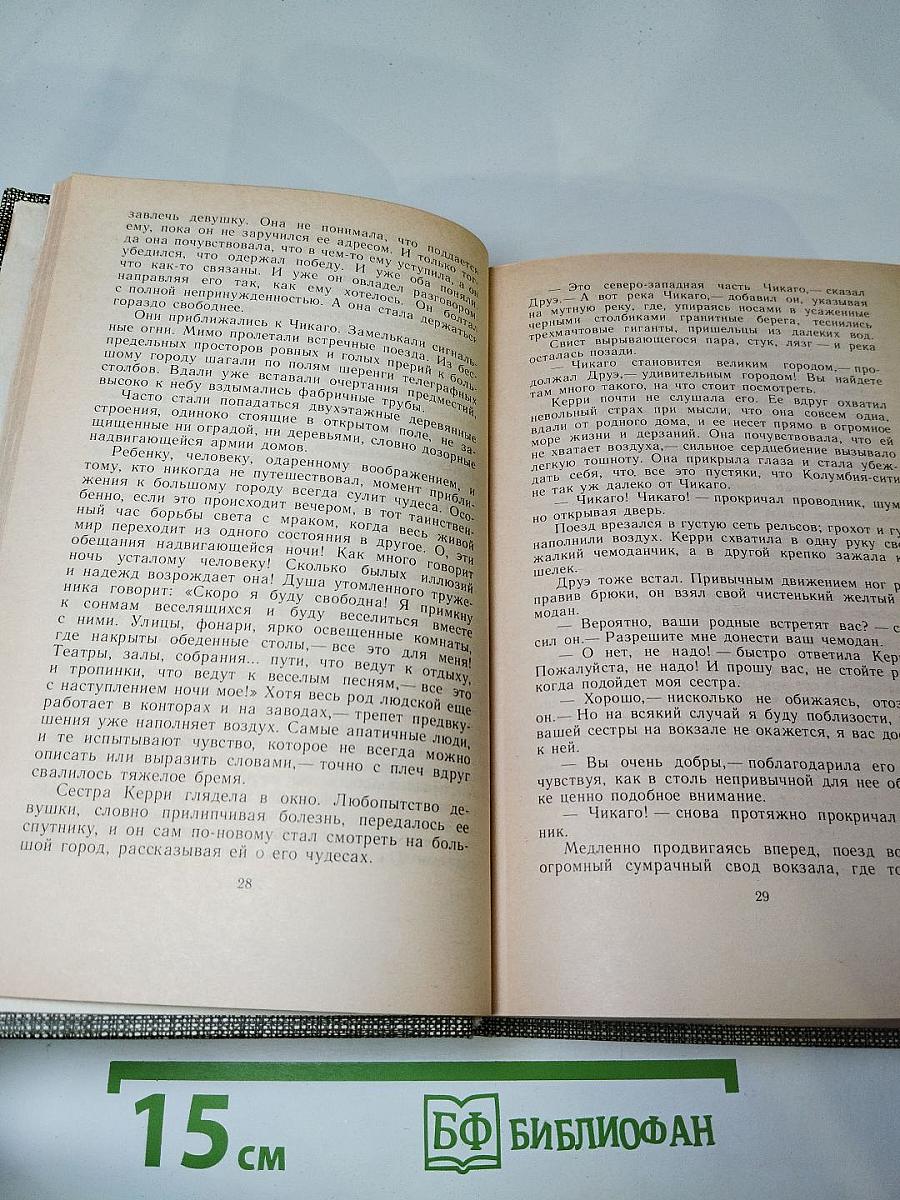 завлечь девушку. Она не понимала, что поддается
ему, пока он не заручился ее адресом. И только тог-
да она почувствовала, что в чем-то ему уступила, а он
убедился, что одержал победу. И уже оба поняли,
что как-то связаны. И уже он овладел разговором,
направляя его так, как ему хотелось. Он болтал
с полной непринужденностью. А она стала держаться
гораздо свободнее.
Они приближались к Чикаго. Замелькали сигналь-
ные огни. Мимо пролетали встречные поезда. Из бес-
предельных просторов ровных и голых прерий к боль-
шому городу шагали по полям шеренги телеграфных
столбов. Вдали уже вставали очертания предместий,
высоко к небу вздымались фабричные трубы.
Часто стали попадаться двухэтажные деревянные
строения, одиноко стоящие в открытом поле, не за-
щищенные ни оградой, ни деревьями, словно дозорные
надвигающейся армии домов.
Ребенку, человеку, одаренному воображением, и
тому, кто никогда не путешествовал, момент прибли-
жения к большому городу всегда сулит чудеса. Осо-
бенно, если это происходит вечером, в тот таинствен-
ный час борьбы света с мраком, когда весь живой
мир переходит из одного состояния в другое. О, эти
обещания надвигающейся ночи! Как много говорит
ночь усталому человеку! Сколько былых иллюзий
и надежд возрождает она! Душа утомленного труже-
ника говорит: «Скоро я буду свободна! Я примкну
к сонмам веселящихся и буду веселиться вместе
с ними. Улицы, фонари, ярко освещенные комнаты,
где накрыты обеденные столы,— все это для меня!
Театры, залы, собрания... пути, что ведут к отдыху,
и тропинки, что ведут к веселым песням,— все это
с наступлением ночи мое!» Хотя весь род людской еще
работает в конторах и на заводах,— трепет предвку-
шения уже наполняет воздух. Самые апатичные люди,
и те испытывают чувство, которое не всегда можно
описать или выразить словами,— точно с плеч вдруг
свалилось тяжелое бремя.
Сестра Керри глядела в окно. Любопытство де-
вушки, словно прилипчивая болезнь, передалось ее
спутнику, и он сам по-новому стал смотреть на боль-
шой город, рассказывая ей о его чудесах.
28
— Это северо-западная часть Чикаго,— сказал
Друэ.— А вот река Чикаго,— добавил он, указывая
на мутную реку, где, упираясь носами в усаженные
черными столбиками гранитные берега, теснились
трехмачтовые гиганты, пришельцы из далеких вод.
Свист вырывающегося пара, стук, лязг — и река
осталась позади.
— Чикаго становится великим городом,— про-
должал Друэ,— удивительным городом! Вы найдете
там много такого, на что стоит посмотреть.
Керри почти не слушала его. Ее вдруг охватил
невольный страх при мысли, что она совсем одна,
вдали от родного дома, и ее несет прямо в огромное
море жизни и дерзаний. Она почувствовала, что ей
не хватает воздуха,— сильное сердцебиение вызывало
легкую тошноту. Она прикрыла глаза и стала убеж-
дать себя, что все это пустяки, что Колумбия-сити
не так уж далеко от Чикаго.
— Чикаго! Чикаго! — прокричал проводник, шум
но открывая дверь.
Поезд врезался в густую сеть рельсов; грохот и гу
наполнили воздух. Керри схватила в одну руку сво
жалкий чемоданчик, а в другой крепко зажала к
шелек.
Друэ тоже встал. Привычным движением ног р
правив брюки, он взял свой чистенький желтый
модан.
— Вероятно, ваши родные встретят вас? — с
сил он.— Разрешите мне донести ваш чемодан.
— О нет, не надо! — быстро ответила Кер
Пожалуйста, не надо! И прошу вас, не стойте р
когда подойдет моя сестра.
— Хорошо,— нисколько не обижаясь, отоз
он.— Но на всякий случай я буду поблизости,
вашей сестры на вокзале не окажется, я вас дос
к ней.
— Вы очень добры,— поблагодарила его
чувствуя, как в столь непривычной для нее об
ке ценно подобное внимание.
— Чикаго! — снова протяжно прокричал
ник.
Медленно продвигаясь вперед, поезд во
огромный сумрачный свод вокзала, где то
29
15 см
БФ БИБЛИОФАН